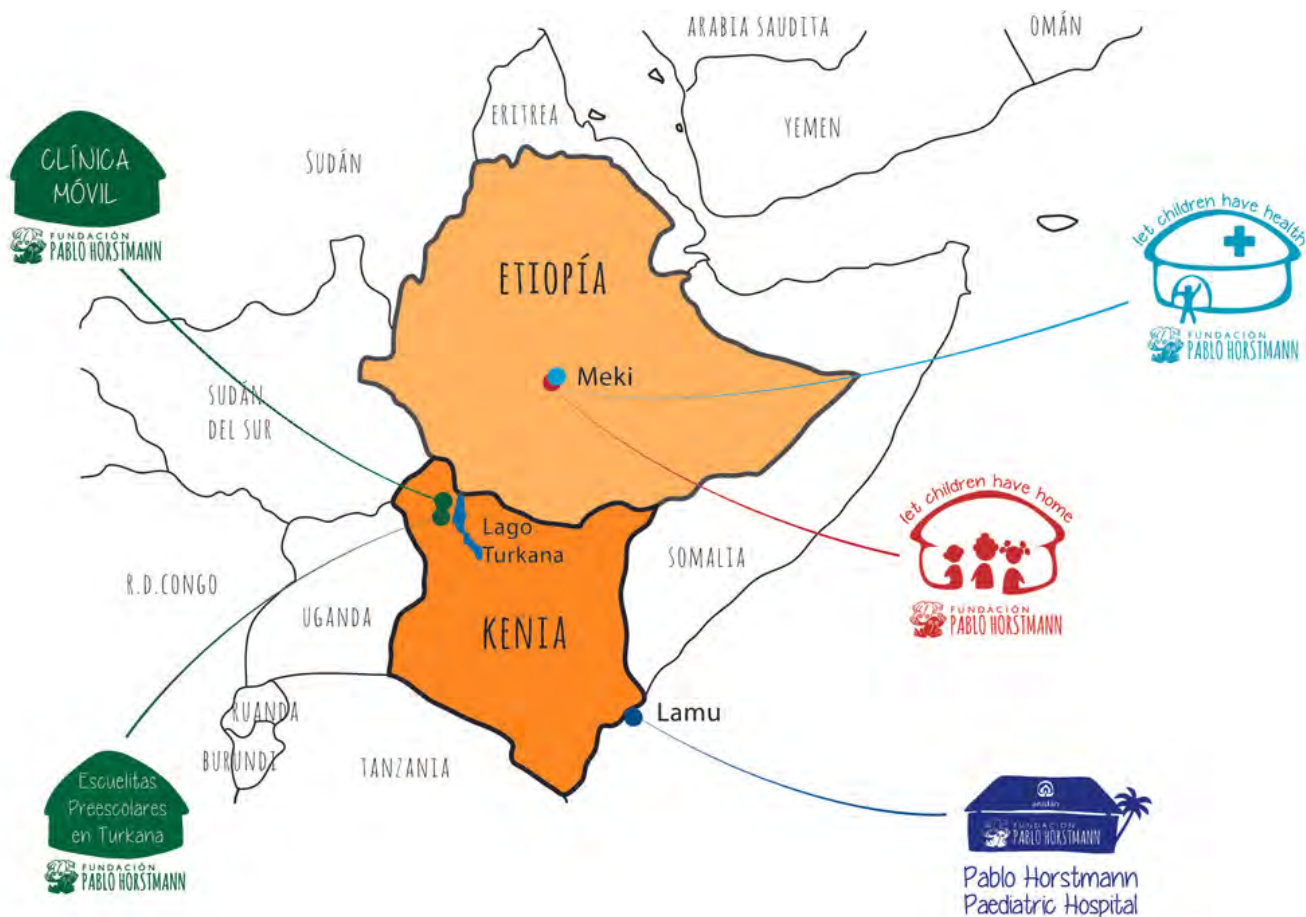 ARABIA SAUDITA
OMÁN
ERITREA
YEMEN
SUDÁN
CLÍNICA
MÓVIL
FUNDACIÓN
PABLO HORSTMANN
let children have health
FUNDACIÓN
PABLO HORSTMANN
ETIOPÍA
Meki
SUDÁN
DEL SUR
let children have home
FUNDACIÓN
PABLO HORSTMANN
Lago
Turkana
SOMALIA
R.D.CONGO
UGANDA
KENIA
RUANDA
BURUNDI
TANZANIA
Lamu
Escuelitas
Preescolares
en Turkana
FUNDACIÓN
PABLO HORSTMANN
anidan
FUNDACIÓN
PABLO HORSTMANN
Pablo Horstmann
Paediatric Hospital